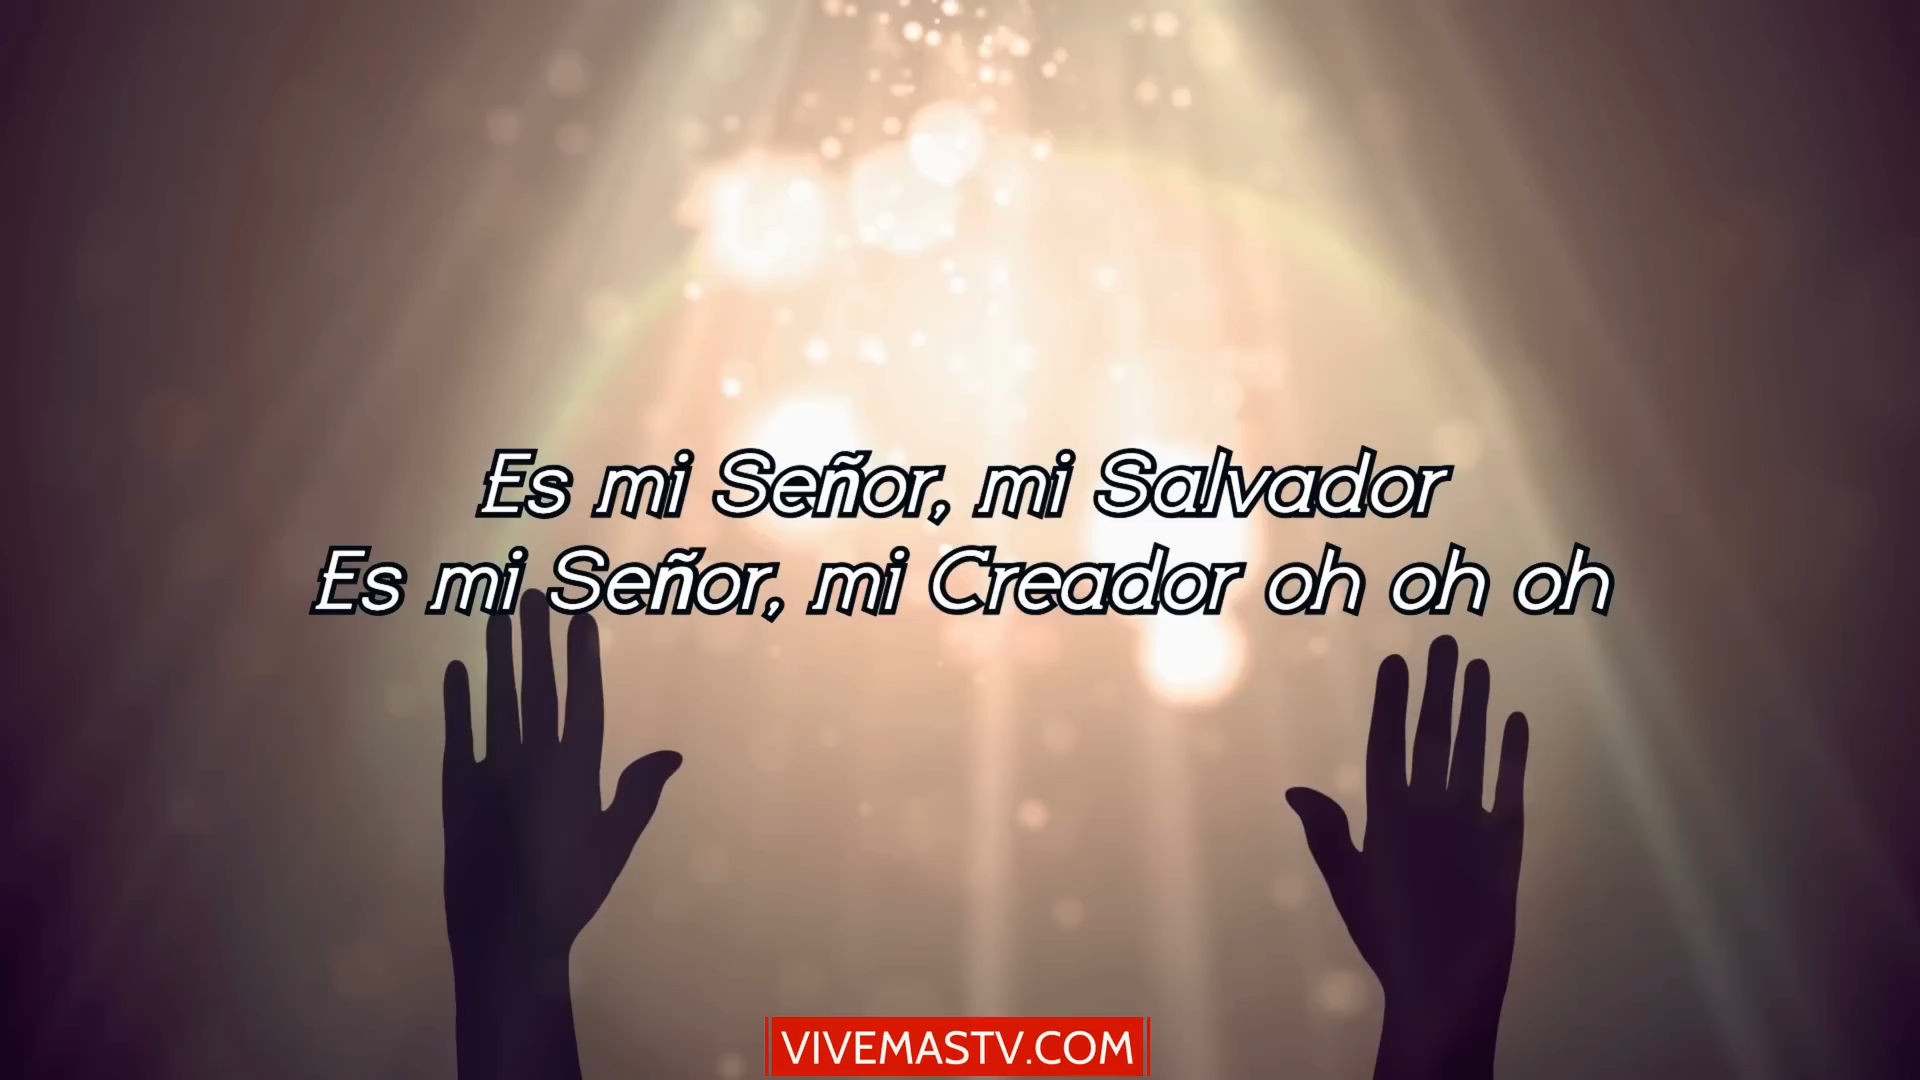 Es mi Señor, mi Salvador
Es mi Señor, mi Creador oh oh oh
VIVEMASTV.COM